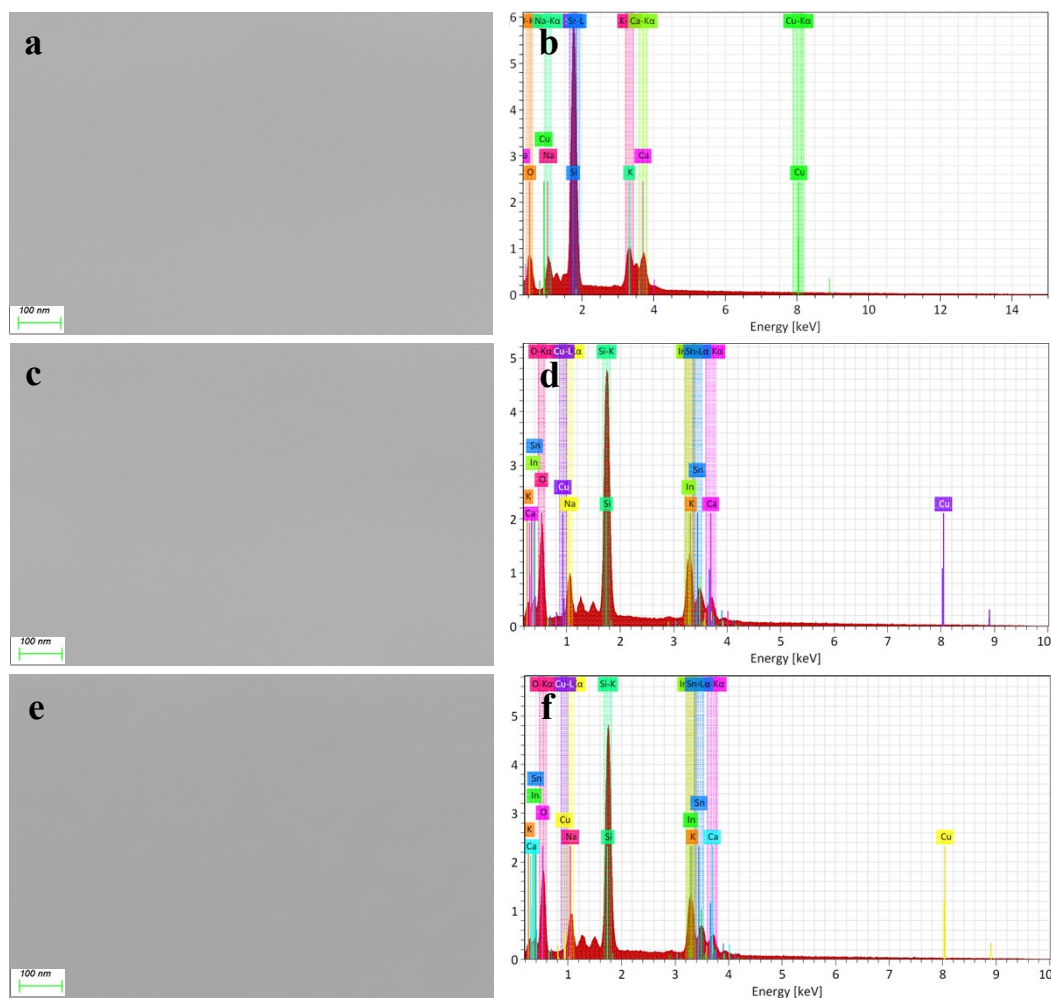 a
100 nm
b
Na-Kα Sr-L Ca-Kα Cu-Kα
Cu
Na Ca
O Si K Cu
6
5
4
3
2
1
0
2 4 6 8 10 12 14
Energy [keV]
c
100 nm
d
O-Kα Cu-L Si-K Sn-Lα Kα
Sn
In Sn
O In
K Cu Na Si K Ca Cu
Ca
5
4
3
2
1
0
1 2 3 4 5 6 7 8 9 10
Energy [keV]
e
100 nm
f
O-Kα Cu-L Si-K Sn-Lα Kα
Sn
In Sn
O
K Cu In
Ca Na Si K Ca Cu
5
4
3
2
1
0
1 2 3 4 5 6 7 8 9 10
Energy [keV]